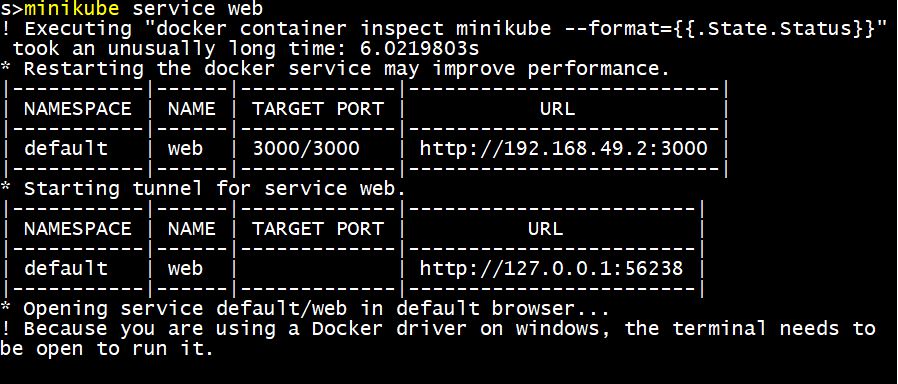 s>minikube service web
! Executing "docker container inspect minikube --format={{.State.Status}}"
 took an unusually long time: 6.0219803s
* Restarting the docker service may improve performance.
|-----------|------|-------------|---------------------------|
| NAMESPACE | NAME | TARGET PORT |            URL            |
|-----------|------|-------------|---------------------------|
| default   | web  | 3000/3000   | http://192.168.49.2:3000 |
|-----------|------|-------------|---------------------------|
* Starting tunnel for service web.
|-----------|------|-------------|------------------------|
| NAMESPACE | NAME | TARGET PORT |          URL           |
|-----------|------|-------------|------------------------|
| default   | web  |             | http://127.0.0.1:56238 |
|-----------|------|-------------|------------------------|
* Opening service default/web in default browser...
! Because you are using a Docker driver on windows, the terminal needs to
be open to run it.